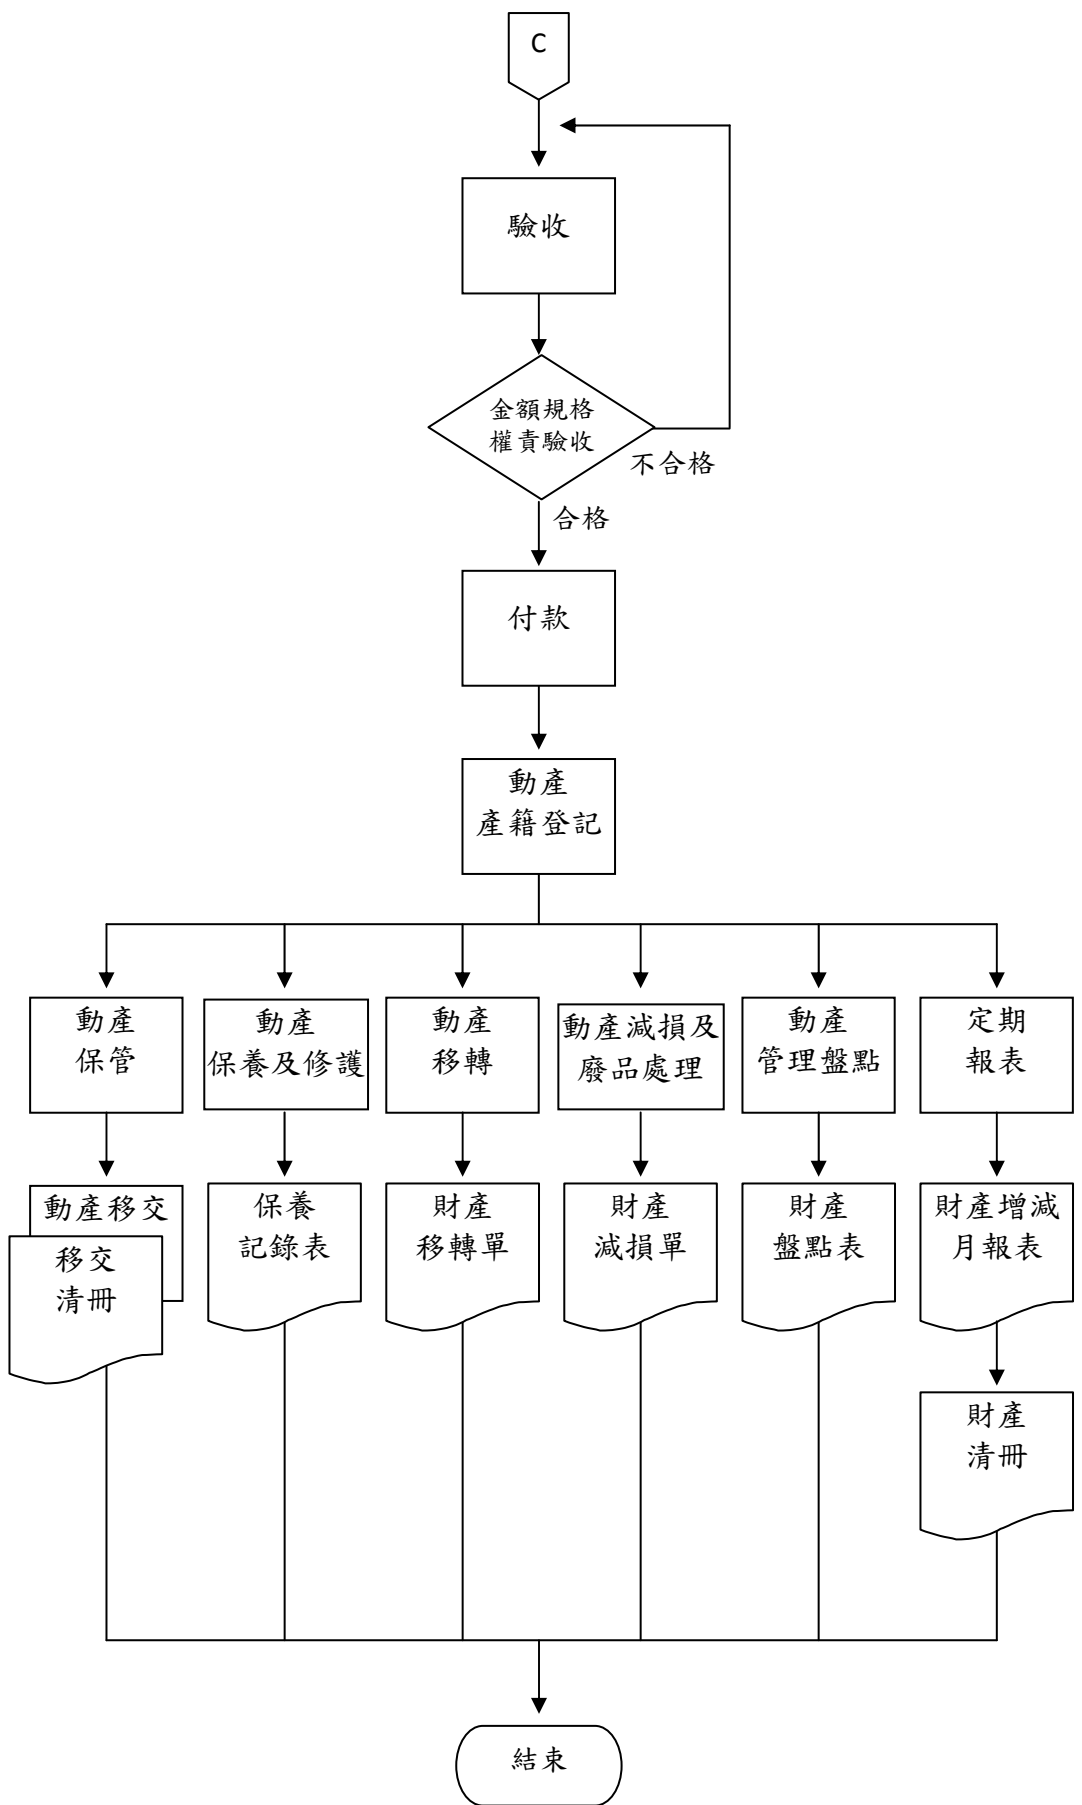 C
驗收
金額規格
權責驗收
不合格
合格
付款
動產
產籍登記
動產
保管
動產
保養及修護
動產
移轉
動產減損及
廢品處理
動產
管理盤點
定期
報表
動產移交
移交
清冊
保養
記錄表
財產
移轉單
財產
減損單
財產
盤點表
財產增減
月報表
財產
清冊
結束